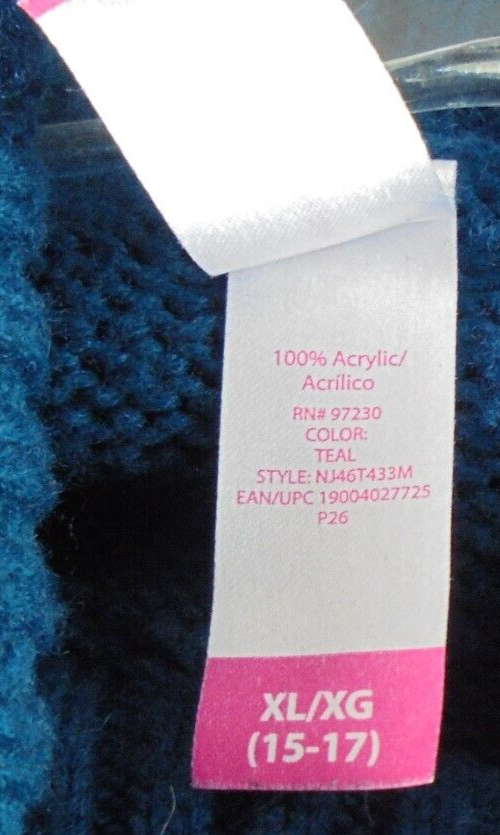 100% Acrylic/
Acrílico
RN# 97230
COLOR:
TEAL
STYLE: NJ46T433M
EAN/UPC 19004027725
P26
XL/XG
(15-17)